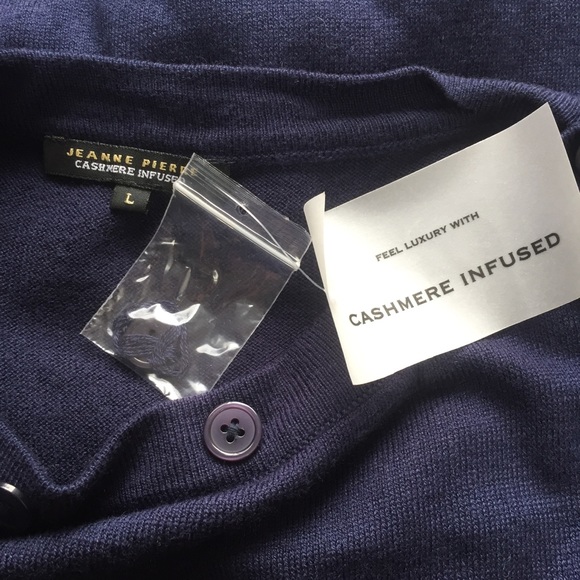 JEANNE PIERRE
CASHMERE INFUSED
L
FEEL LUXURY WITH
CASHMERE INFUSED